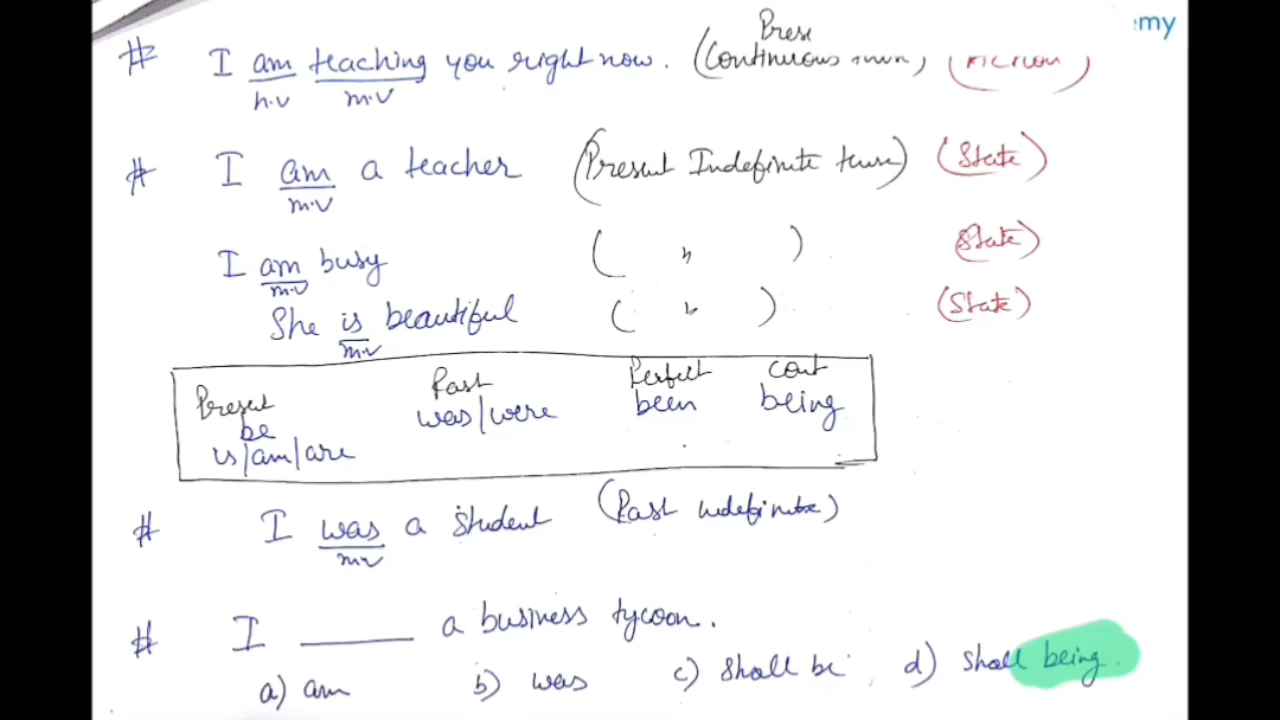 :my
# I am teaching you right now. (Prese Continuous
h.v m.v
# I am a teacher (Present Indefinite tense) (State)
m.v
I am busy ( " ) (State)
m.v
She is beautiful ( " ) (State)
m.v
Present Past Perfect Cont
be was/were been being
is/am/are
# I was a student (Past indefinite)
m.v
# I ______ a business tycoon.
a) am b) was c) shall be d) shall being.